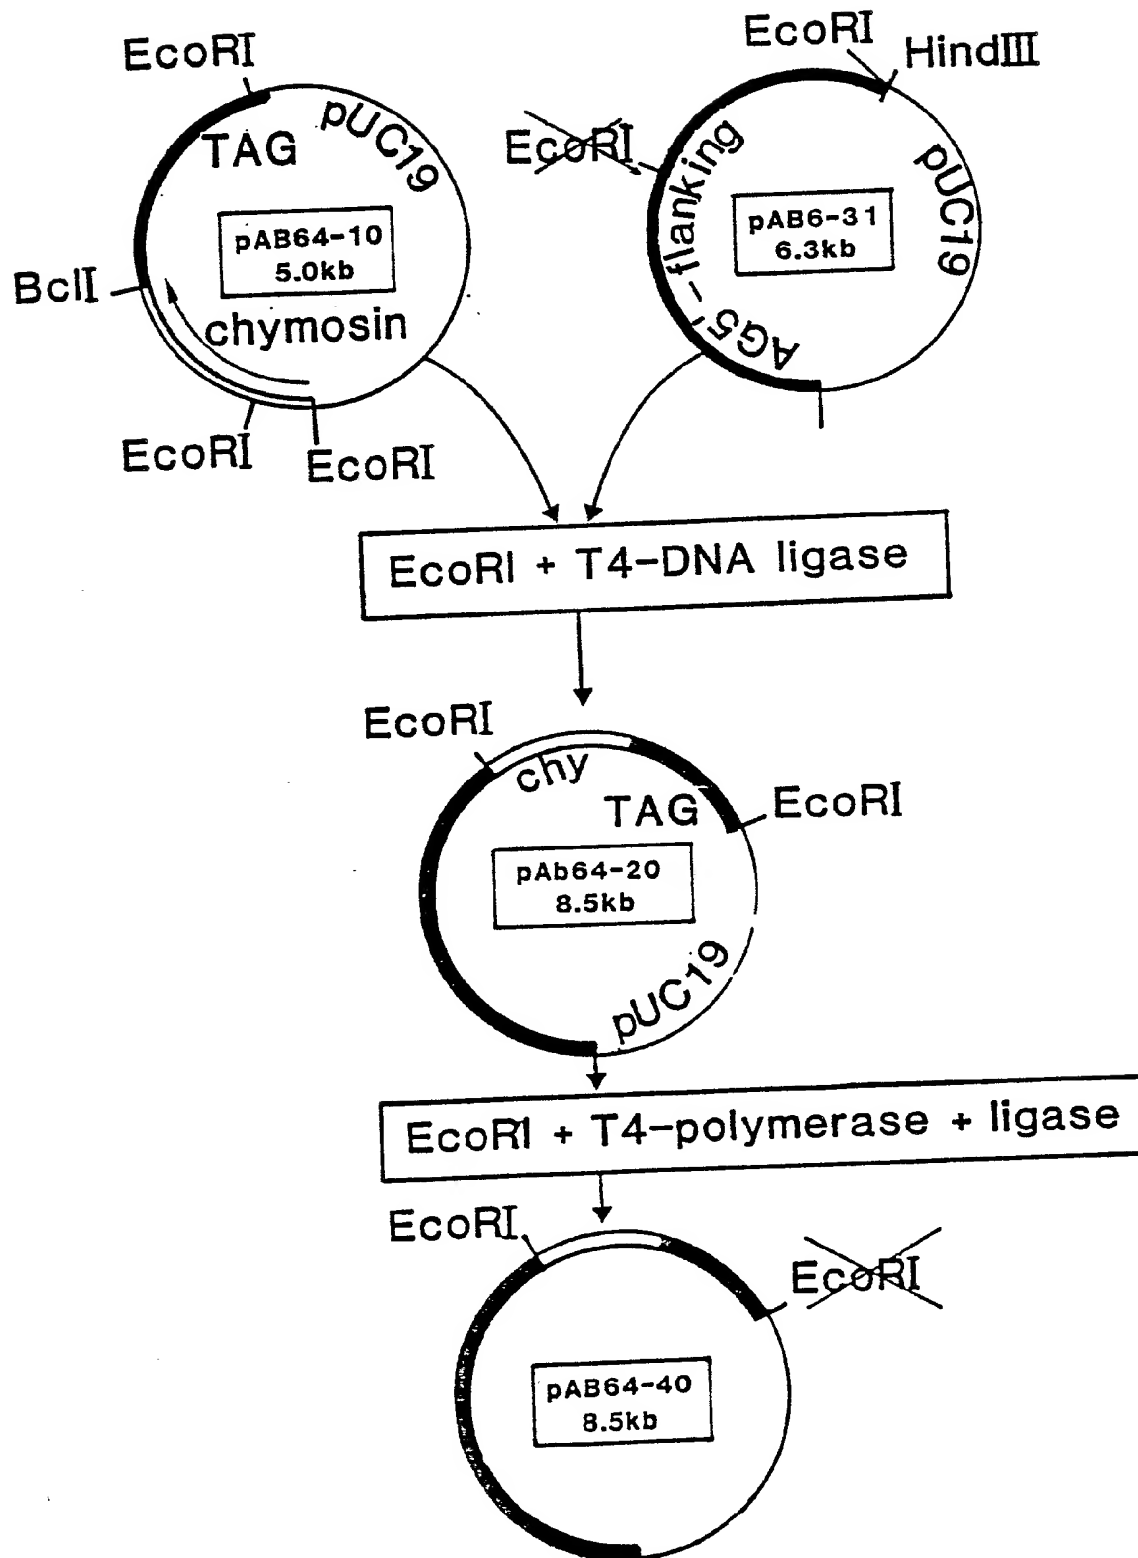 EcoRI
pUC19
TAG
pAB64-10
5.0kb
BclI
chymosin
EcoRI
EcoRI
EcoRI
HindIII
EcoRI
AG5'-flanking
pUC19
pAB6-31
6.3kb
EcoRI + T4-DNA ligase
EcoRI
chy
TAG
EcoRI
pAb64-20
8.5kb
pUC19
EcoRI + T4-polymerase + ligase
EcoRI
EcoRI
pAB64-40
8.5kb